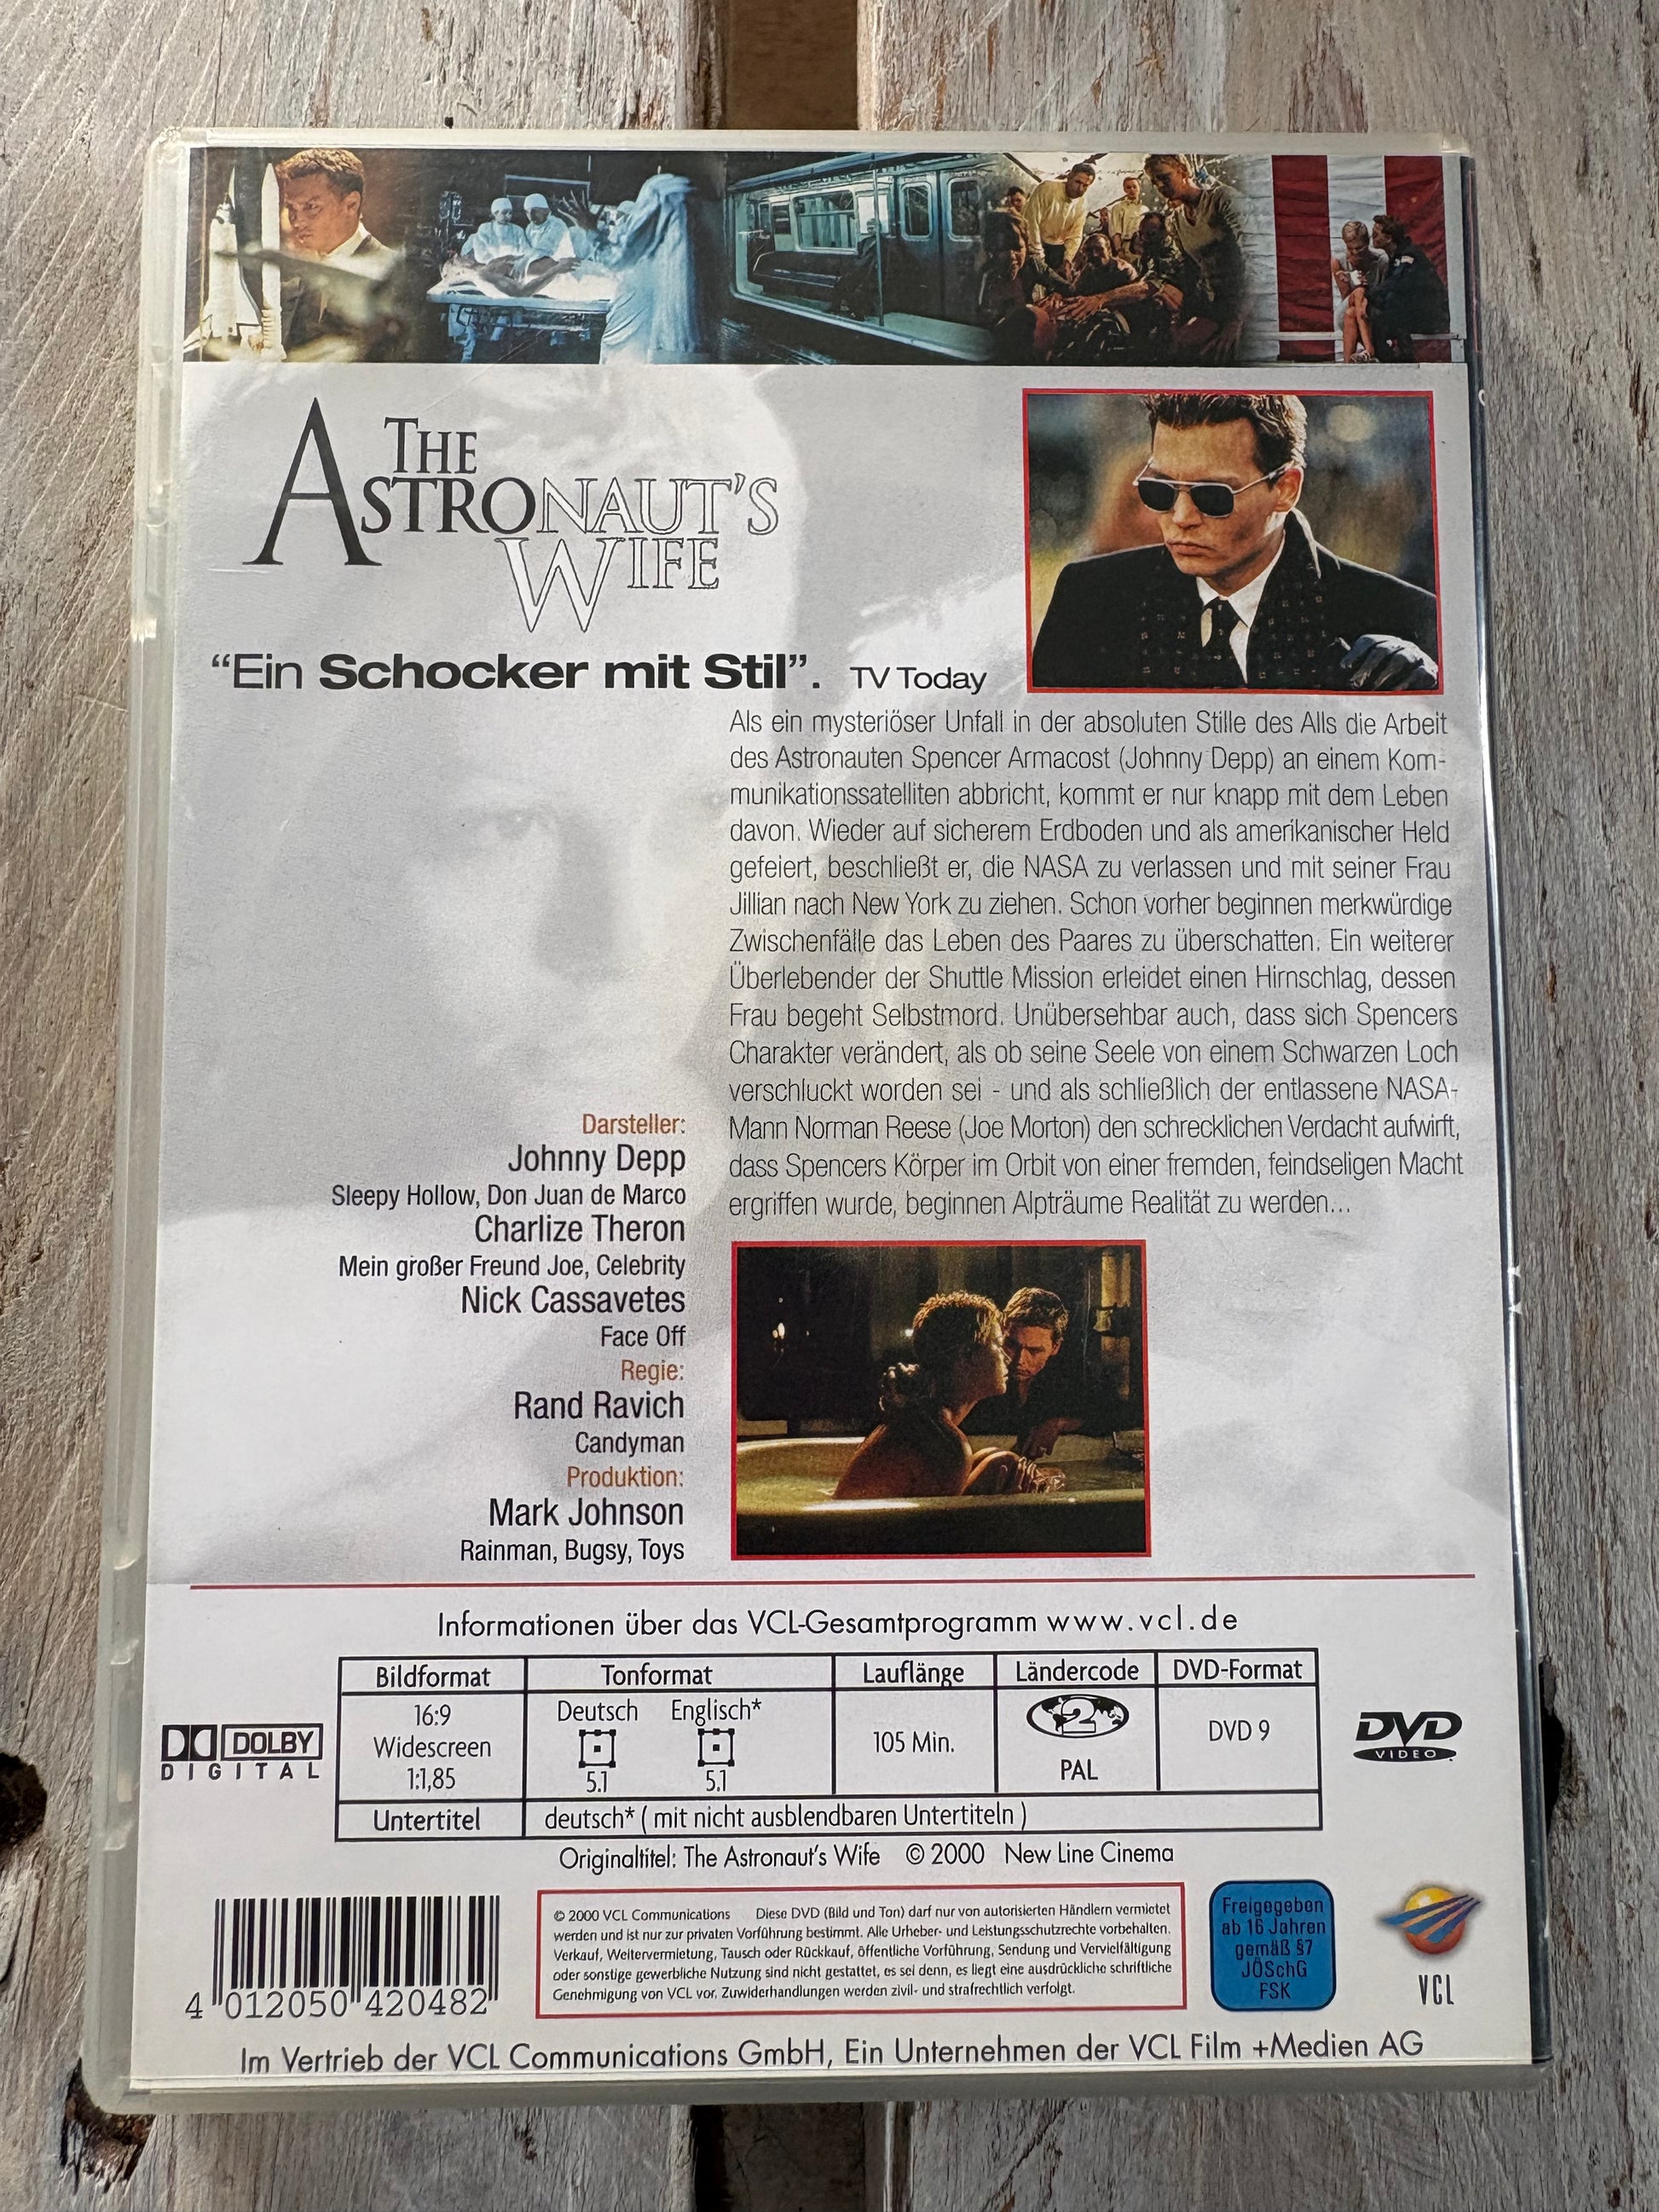 THE
ASTRONAUT'S
WIFE
“Ein Schocker mit Stil”. TV Today
Als ein mysteriöser Unfall in der absoluten Stille des Alls die Arbeit
des Astronauten Spencer Armacost (Johnny Depp) an einem Kom-
munikationssatelliten abbricht, kommt er nur knapp mit dem Leben
davon. Wieder auf sicherem Erdboden und als amerikanischer Held
gefeiert, beschließt er, die NASA zu verlassen und mit seiner Frau
Jillian nach New York zu ziehen. Schon vorher beginnen merkwürdige
Zwischenfälle das Leben des Paares zu überschatten. Ein weiterer
Überlebender der Shuttle Mission erleidet einen Hirnschlag, dessen
Frau begeht Selbstmord. Unübersehbar auch, dass sich Spencers
Charakter verändert, als ob seine Seele von einem Schwarzen Loch
verschluckt worden sei - und als schließlich der entlassene NASA-
Mann Norman Reese (Joe Morton) den schrecklichen Verdacht aufwirft,
dass Spencers Körper im Orbit von einer fremden, feindseligen Macht
ergriffen wurde, beginnen Alpträume Realität zu werden...
Darsteller:
Johnny Depp
Sleepy Hollow, Don Juan de Marco
Charlize Theron
Mein großer Freund Joe, Celebrity
Nick Cassavetes
Face Off
Regie:
Rand Ravich
Candyman
Produktion:
Mark Johnson
Rainman, Bugsy, Toys
Informationen über das VCL-Gesamtprogramm www.vcl.de
Bildformat Tonformat Lauflänge Ländercode DVD-Format
16:9
Widescreen
1:1,85
Deutsch Englisch*
5.1 5.1
105 Min.
2
PAL
DVD 9
Untertitel deutsch* ( mit nicht ausblendbaren Untertiteln )
DOLBY
DIGITAL
DVD
VIDEO
Originaltitel: The Astronaut's Wife © 2000 New Line Cinema
4 012050 420482
© 2000 VCL Communications Diese DVD (Bild und Ton) darf nur von autorisierten Händlern vermietet
werden und ist nur zur privaten Vorführung bestimmt. Alle Urheber- und Leistungsschutzrechte vorbehalten.
Verkauf, Weitervermietung, Tausch oder Rückkauf, öffentliche Vorführung, Sendung und Vervielfältigung
oder sonstige gewerbliche Nutzung sind nicht gestattet, es sei denn, es liegt eine ausdrückliche schriftliche
Genehmigung von VCL vor. Zuwiderhandlungen werden zivil- und strafrechtlich verfolgt.
Freigegeben
ab 16 Jahren
gemäß §7
JÖSchG
FSK
VCL
Im Vertrieb der VCL Communications GmbH, Ein Unternehmen der VCL Film +Medien AG